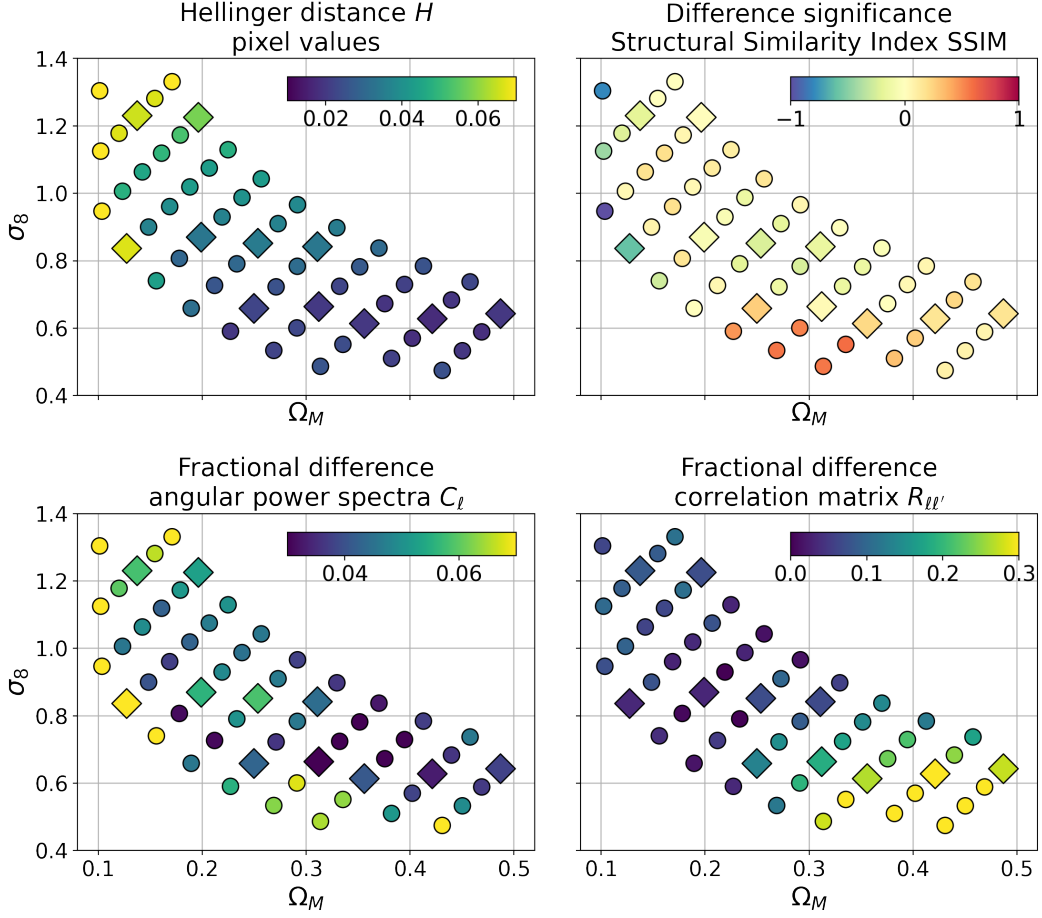 Hellinger distance H
pixel values
Difference significance
Structural Similarity Index SSIM
1.4
1.2
1.0
0.8
0.6
0.4
σ8
0.02 0.04 0.06
−1 0 1
ΩM
ΩM
Fractional difference
angular power spectra Cℓ
Fractional difference
correlation matrix Rℓℓ′
1.4
1.2
1.0
0.8
0.6
0.4
σ8
0.04 0.06
0.0 0.1 0.2 0.3
0.1 0.2 0.3 0.4 0.5
0.1 0.2 0.3 0.4 0.5
ΩM
ΩM